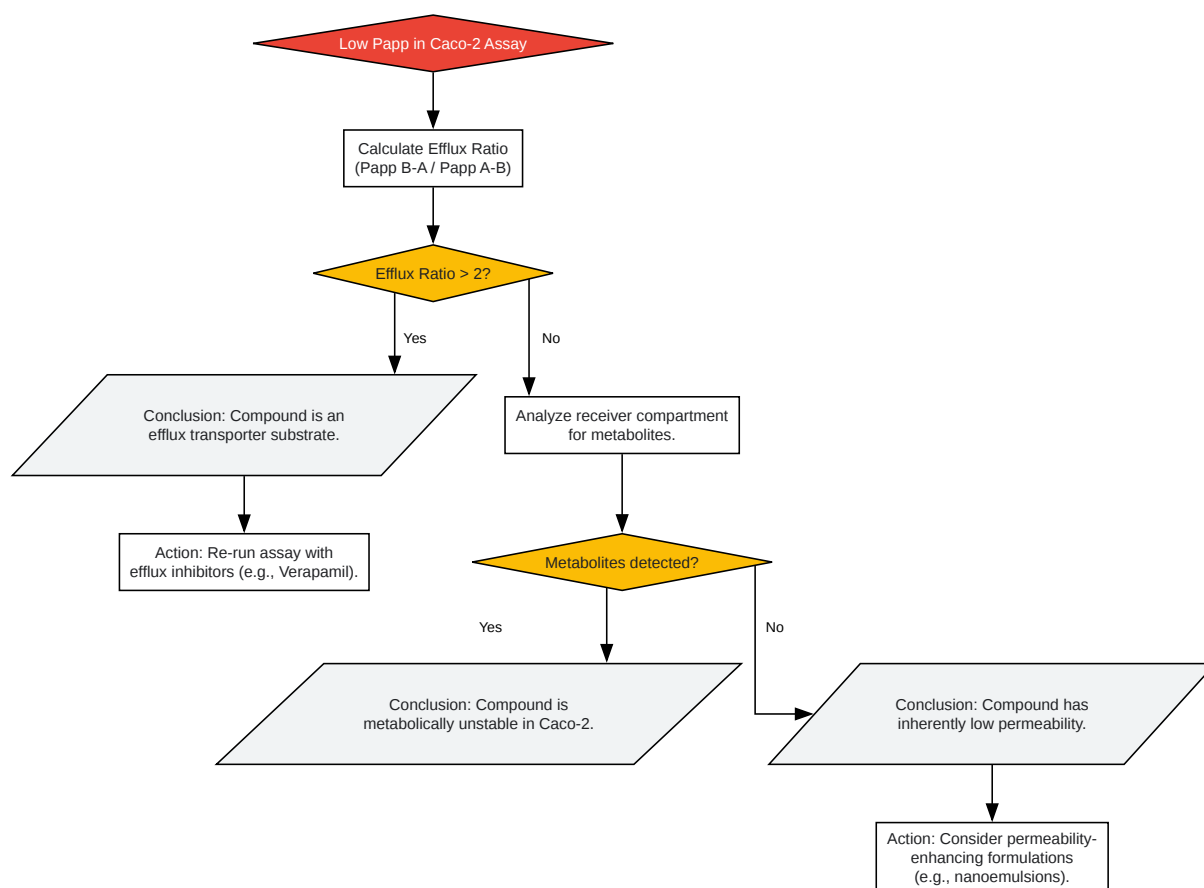 Low Papp in Caco-2 Assay
Calculate Efflux Ratio
(Papp B-A / Papp A-B)
Efflux Ratio > 2?
Yes
No
Conclusion: Compound is an
efflux transporter substrate.
Analyze receiver compartment
for metabolites.
Action: Re-run assay with
efflux inhibitors (e.g., Verapamil).
Metabolites detected?
Yes
No
Conclusion: Compound is
metabolically unstable in Caco-2.
Conclusion: Compound has
inherently low permeability.
Action: Consider permeability-
enhancing formulations
(e.g., nanoemulsions).